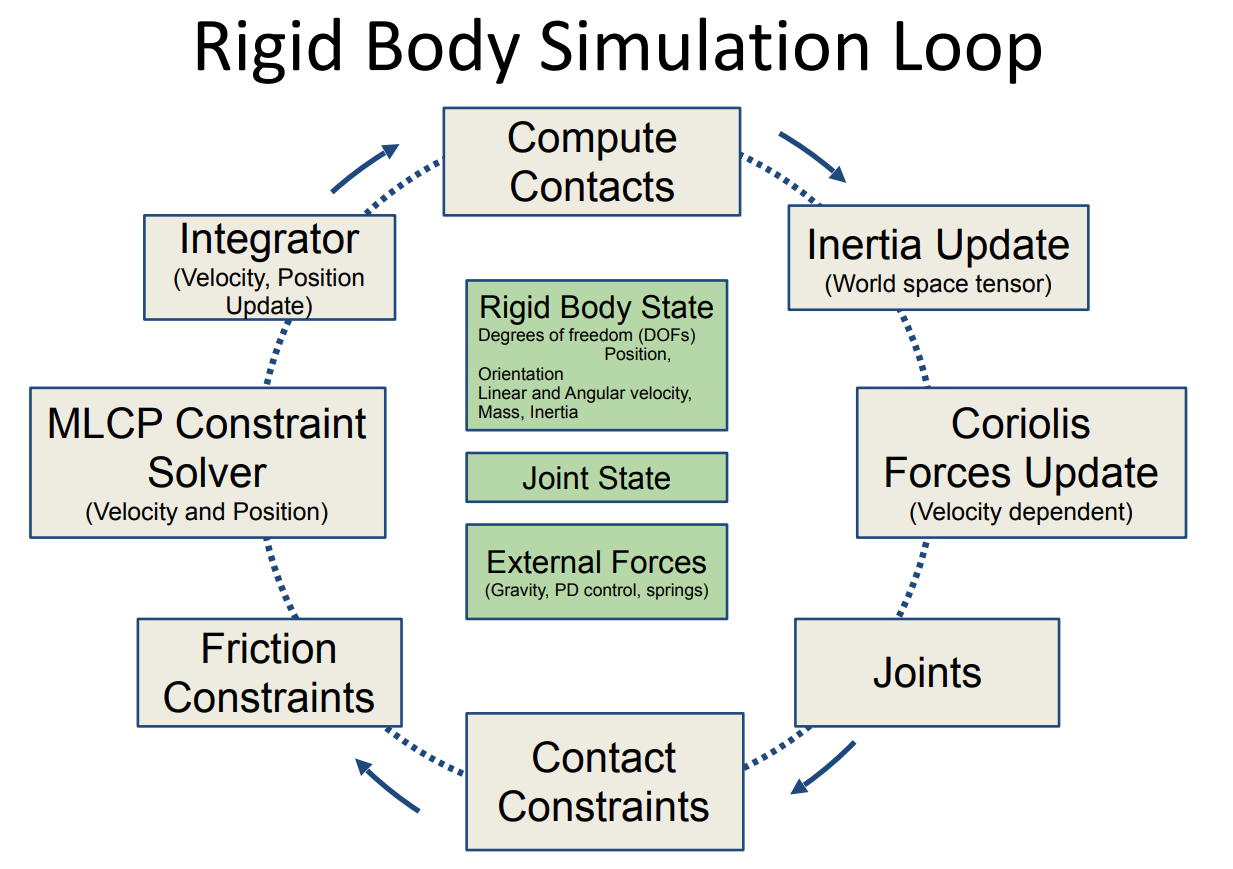 Rigid Body Simulation Loop
Compute
Contacts
Inertia Update
(World space tensor)
Coriolis
Forces Update
(Velocity dependent)
Joints
Contact
Constraints
Friction
Constraints
MLCP Constraint
Solver
(Velocity and Position)
Integrator
(Velocity, Position
Update)
Rigid Body State
Degrees of freedom (DOFs)
Position,
Orientation
Linear and Angular velocity,
Mass, Inertia
Joint State
External Forces
(Gravity, PD control, springs)